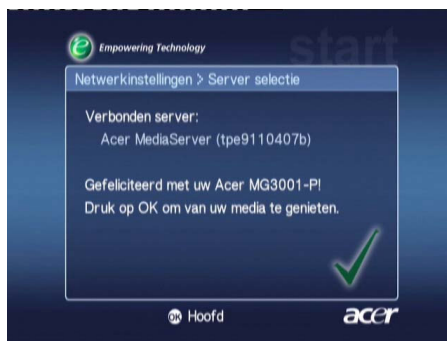 Empowering Technology
start
Netwerkinstellingen > Server selectie
Verbonden server:
Acer MediaServer (tpe9110407b)
Gefeliciteerd met uw Acer MG3001-P!
Druk op OK om van uw media te genieten.
OK Hoofd
acer